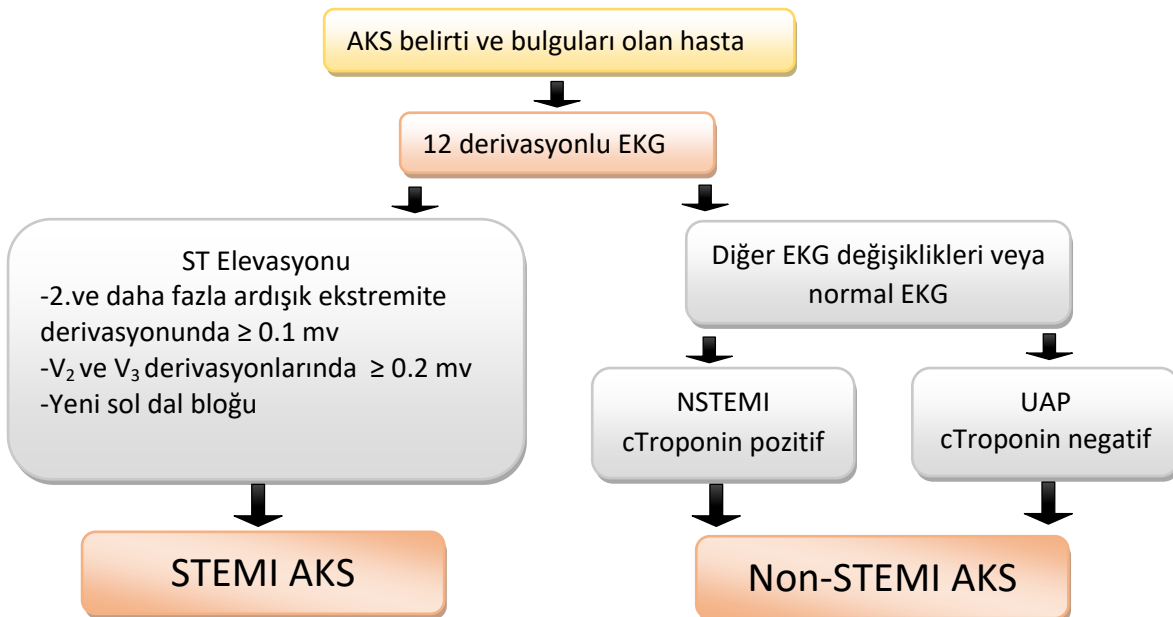 AKS belirti ve bulguları olan hasta
12 derivasyonlu EKG
ST Elevasyonu
-2.ve daha fazla ardışık ekstremite
derivasyonunda ≥ 0.1 mv
-V₂ ve V₃ derivasyonlarında ≥ 0.2 mv
-Yeni sol dal bloğu
Diğer EKG değişiklikleri veya
normal EKG
NSTEMI
cTroponin pozitif
UAP
cTroponin negatif
STEMI AKS
Non-STEMI AKS